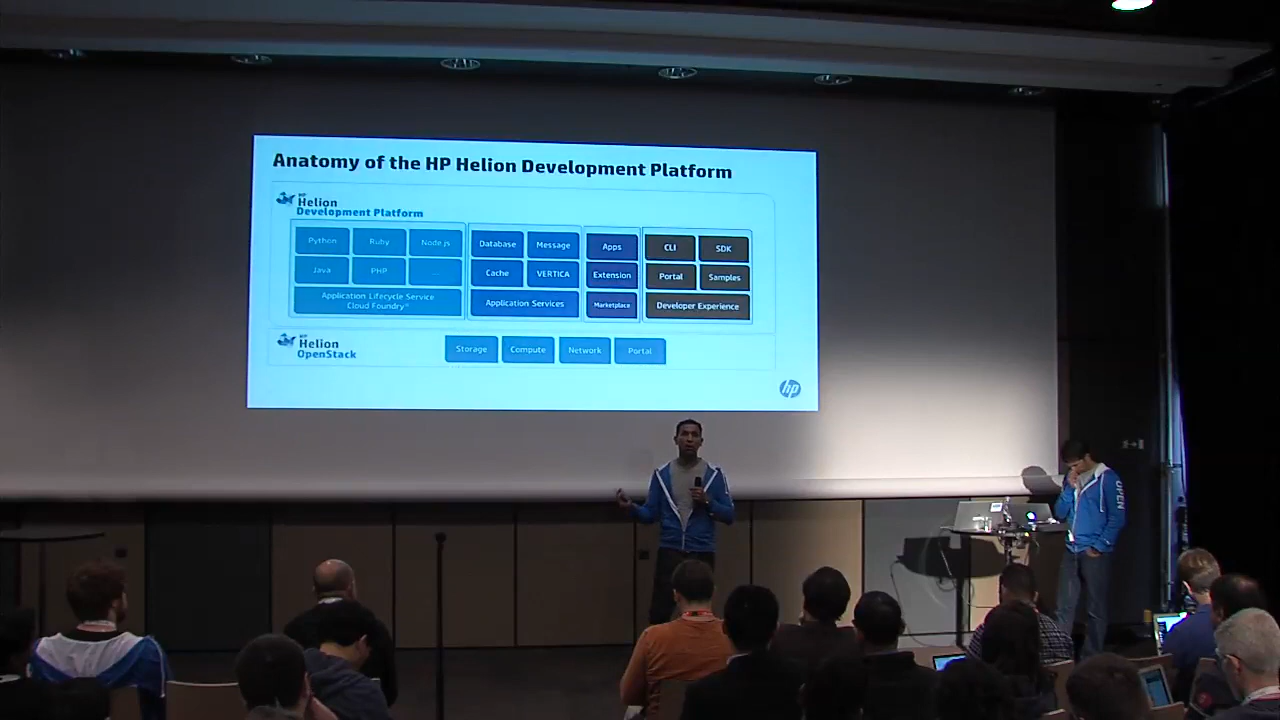 Anatomy of the HP Helion Development Platform
HP
Helion
Development Platform
Python Ruby Node.js Database Message Apps CLI SDK
Java PHP ... Cache VERTICA Extension Portal Samples
Application Lifecycle Service
Cloud Foundry®
Application Services Marketplace Developer Experience
HP
Helion
OpenStack
Storage Compute Network Portal
hp
OPEN